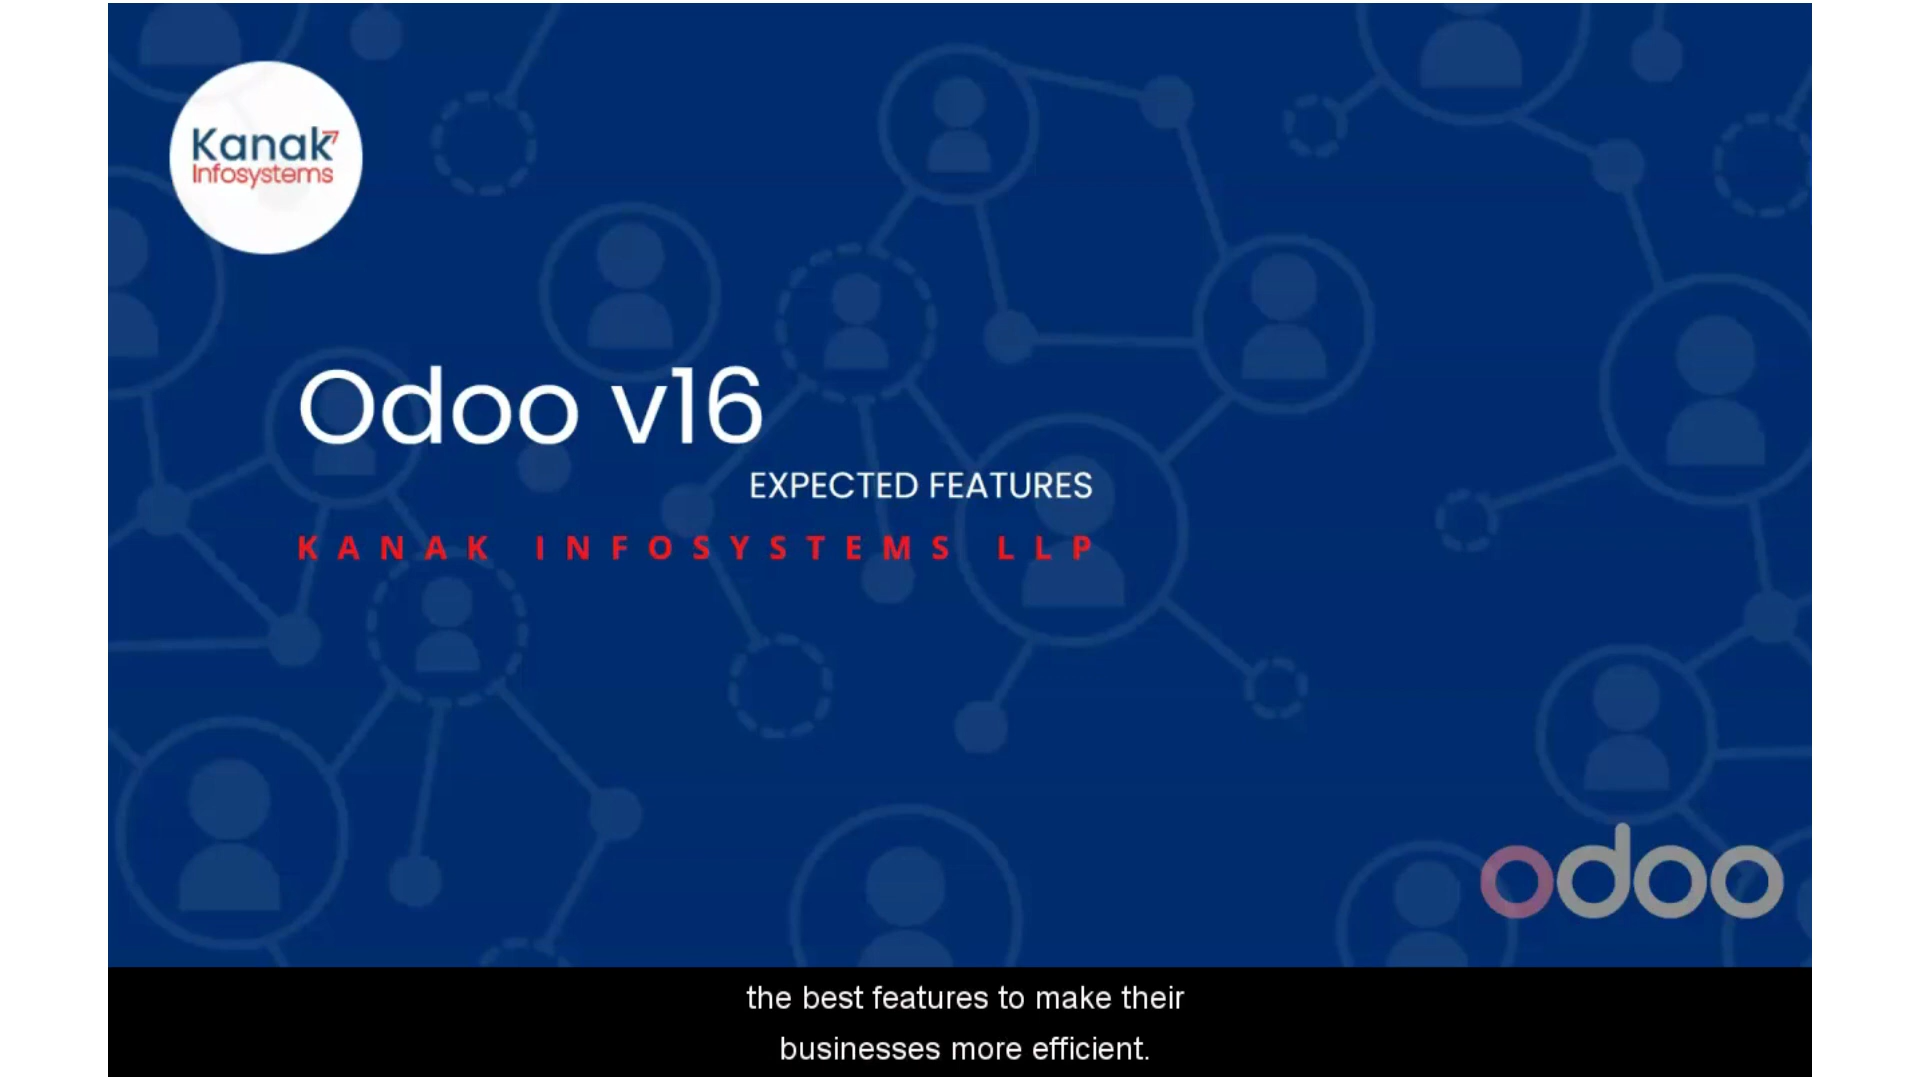 Kanak
Infosystems
Odoo v16
EXPECTED FEATURES
KANAK INFOSYSTEMS LLP
odoo
the best features to make their
businesses more efficient.